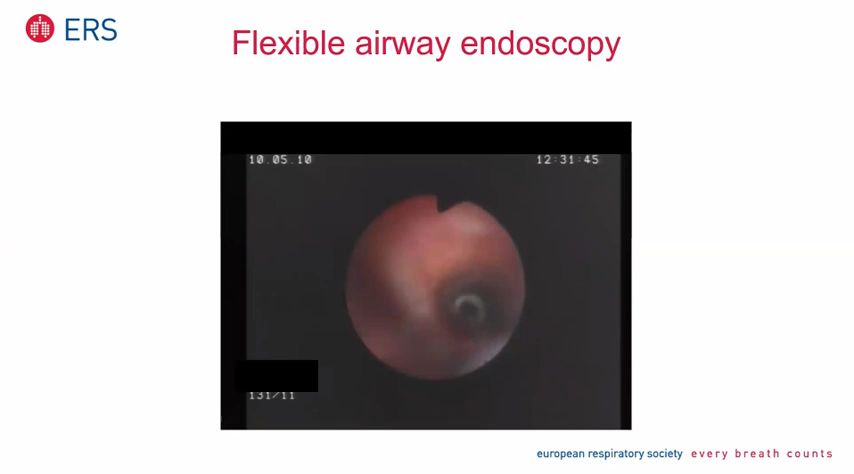 ERS
Flexible airway endoscopy
10.05.10 12:31:45
131/11
european respiratory society every breath counts